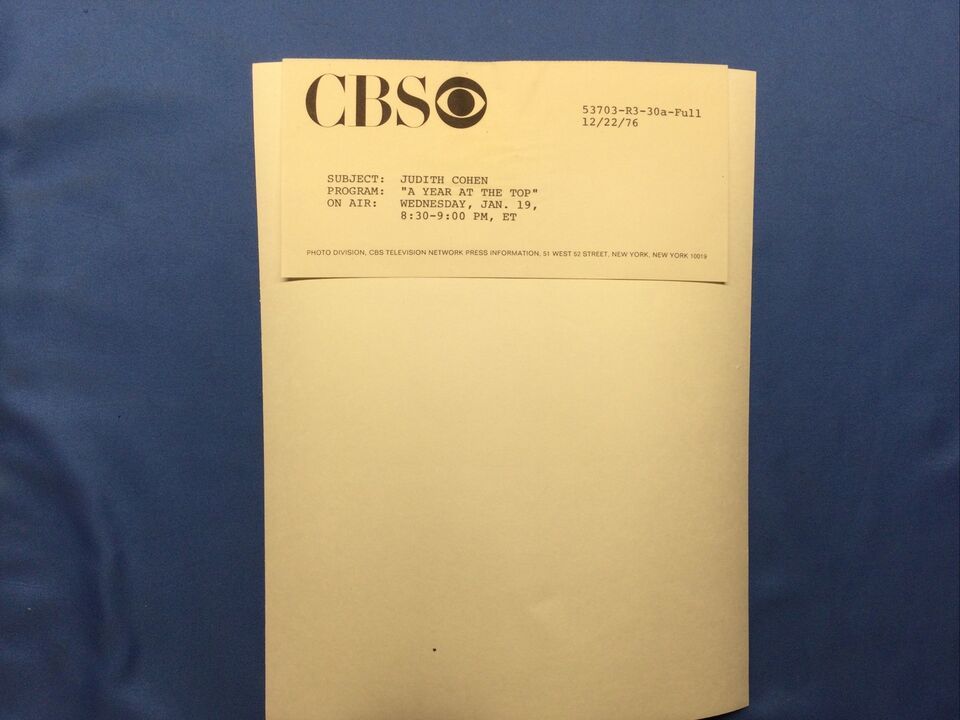 CBS
53703-R3-30a-Full
12/22/76
SUBJECT: JUDITH COHEN
PROGRAM: "A YEAR AT THE TOP"
ON AIR: WEDNESDAY, JAN. 19,
8:30-9:00 PM, ET
PHOTO DIVISION, CBS TELEVISION NETWORK PRESS INFORMATION, 51 WEST 52 STREET, NEW YORK, NEW YORK 10019